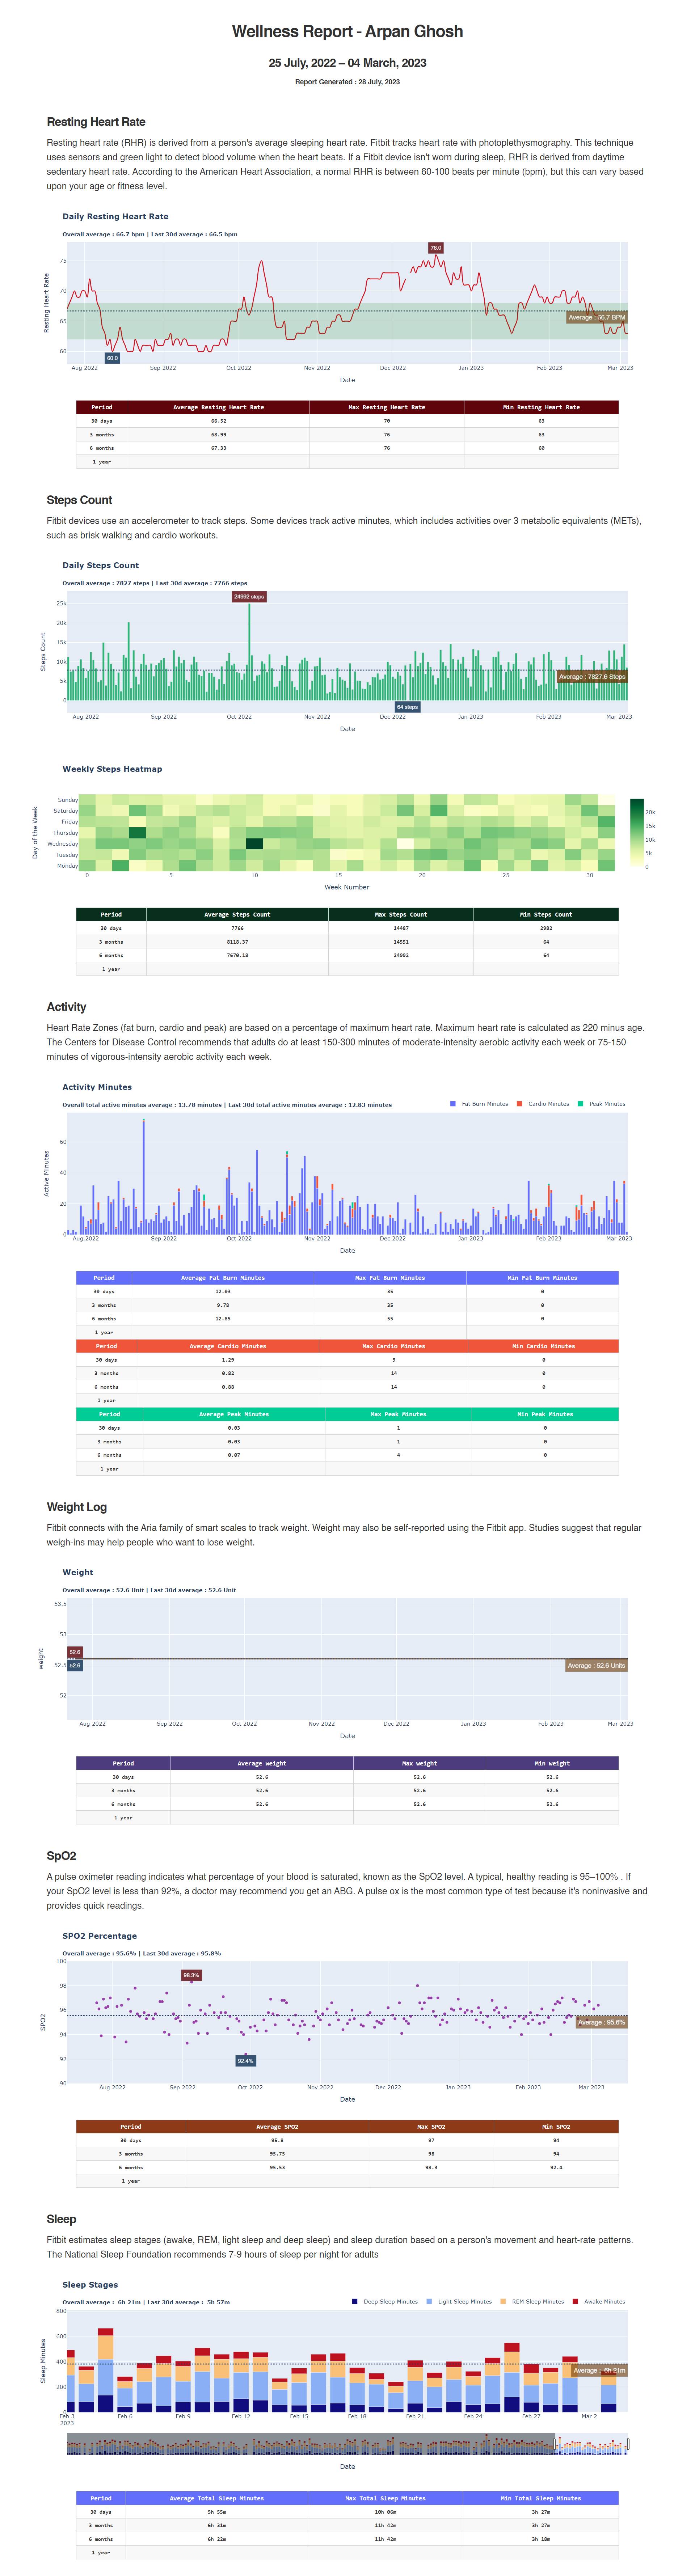 Wellness Report - Arpan Ghosh
25 July, 2022 – 04 March, 2023
Report Generated : 28 July, 2023
Resting Heart Rate
Resting heart rate (RHR) is derived from a person's average sleeping heart rate. Fitbit tracks heart rate with photoplethysmography. This technique
uses sensors and green light to detect blood volume when the heart beats. If a Fitbit device isn't worn during sleep, RHR is derived from daytime
sedentary heart rate. According to the American Heart Association, a normal RHR is between 60-100 beats per minute (bpm), but this can vary based
upon your age or fitness level.
Daily Resting Heart Rate
Overall average : 66.7 bpm | Last 30d average : 66.5 bpm
76.0
75
70
65
60
Resting Heart Rate
Average : 66.7 BPM
60.0
Aug 2022 Sep 2022 Oct 2022 Nov 2022 Dec 2022 Jan 2023 Feb 2023 Mar 2023
Date
Period Average Resting Heart Rate Max Resting Heart Rate Min Resting Heart Rate
30 days 66.52 70 63
3 months 68.99 76 63
6 months 67.33 76 60
1 year
Steps Count
Fitbit devices use an accelerometer to track steps. Some devices track active minutes, which includes activities over 3 metabolic equivalents (METs),
such as brisk walking and cardio workouts.
Daily Steps Count
Overall average : 7827 steps | Last 30d average : 7766 steps
24992 steps
25k
20k
15k
10k
5k
0
Steps Count
Average : 7827.6 Steps
64 steps
Aug 2022 Sep 2022 Oct 2022 Nov 2022 Dec 2022 Jan 2023 Feb 2023 Mar 2023
Date
Weekly Steps Heatmap
Day of the Week
Sunday
Saturday
Friday
Thursday
Wednesday
Tuesday
Monday
20k
15k
10k
5k
0
0 5 10 15 20 25 30
Week Number
Period Average Steps Count Max Steps Count Min Steps Count
30 days 7766 14487 2982
3 months 8118.37 14551 64
6 months 7670.18 24992 64
1 year
Activity
Heart Rate Zones (fat burn, cardio and peak) are based on a percentage of maximum heart rate. Maximum heart rate is calculated as 220 minus age.
The Centers for Disease Control recommends that adults do at least 150-300 minutes of moderate-intensity aerobic activity each week or 75-150
minutes of vigorous-intensity aerobic activity each week.
Activity Minutes
Overall total active minutes average : 13.78 minutes | Last 30d total active minutes average : 12.83 minutes
Fat Burn Minutes Cardio Minutes Peak Minutes
60
40
20
0
Active Minutes
Aug 2022 Sep 2022 Oct 2022 Nov 2022 Dec 2022 Jan 2023 Feb 2023 Mar 2023
Date
Period Average Fat Burn Minutes Max Fat Burn Minutes Min Fat Burn Minutes
30 days 12.03 35 0
3 months 9.78 35 0
6 months 12.85 55 0
1 year
Period Average Cardio Minutes Max Cardio Minutes Min Cardio Minutes
30 days 1.29 9 0
3 months 0.82 14 0
6 months 0.88 14 0
1 year
Period Average Peak Minutes Max Peak Minutes Min Peak Minutes
30 days 0.03 1 0
3 months 0.03 1 0
6 months 0.07 4 0
1 year
Weight Log
Fitbit connects with the Aria family of smart scales to track weight. Weight may also be self-reported using the Fitbit app. Studies suggest that regular
weigh-ins may help people who want to lose weight.
Weight
Overall average : 52.6 Unit | Last 30d average : 52.6 Unit
53.5
53
52.5
52
weight
52.6
52.6
Average : 52.6 Units
Aug 2022 Sep 2022 Oct 2022 Nov 2022 Dec 2022 Jan 2023 Feb 2023 Mar 2023
Date
Period Average weight Max weight Min weight
30 days 52.6 52.6 52.6
3 months 52.6 52.6 52.6
6 months 52.6 52.6 52.6
1 year
SpO2
A pulse oximeter reading indicates what percentage of your blood is saturated, known as the SpO2 level. A typical, healthy reading is 95–100% . If
your SpO2 level is less than 92%, a doctor may recommend you get an ABG. A pulse ox is the most common type of test because it's noninvasive and
provides quick readings.
SPO2 Percentage
Overall average : 95.6% | Last 30d average : 95.8%
100
98
96
94
92
90
SPO2
98.3%
Average : 95.6%
92.4%
Aug 2022 Sep 2022 Oct 2022 Nov 2022 Dec 2022 Jan 2023 Feb 2023 Mar 2023
Date
Period Average SPO2 Max SPO2 Min SPO2
30 days 95.8 97 94
3 months 95.75 98 94
6 months 95.53 98.3 92.4
1 year
Sleep
Fitbit estimates sleep stages (awake, REM, light sleep and deep sleep) and sleep duration based on a person's movement and heart-rate patterns.
The National Sleep Foundation recommends 7-9 hours of sleep per night for adults
Sleep Stages
Overall average : 6h 21m | Last 30d average : 5h 57m
Deep Sleep Minutes Light Sleep Minutes REM Sleep Minutes Awake Minutes
800
600
400
200
0
Sleep Minutes
Average : 6h 21m
Feb 3 Feb 6 Feb 9 Feb 12 Feb 15 Feb 18 Feb 21 Feb 24 Feb 27 Mar 2
2023
Date
Period Average Total Sleep Minutes Max Total Sleep Minutes Min Total Sleep Minutes
30 days 5h 55m 10h 06m 3h 27m
3 months 6h 31m 11h 42m 3h 27m
6 months 6h 22m 11h 42m 3h 18m
1 year